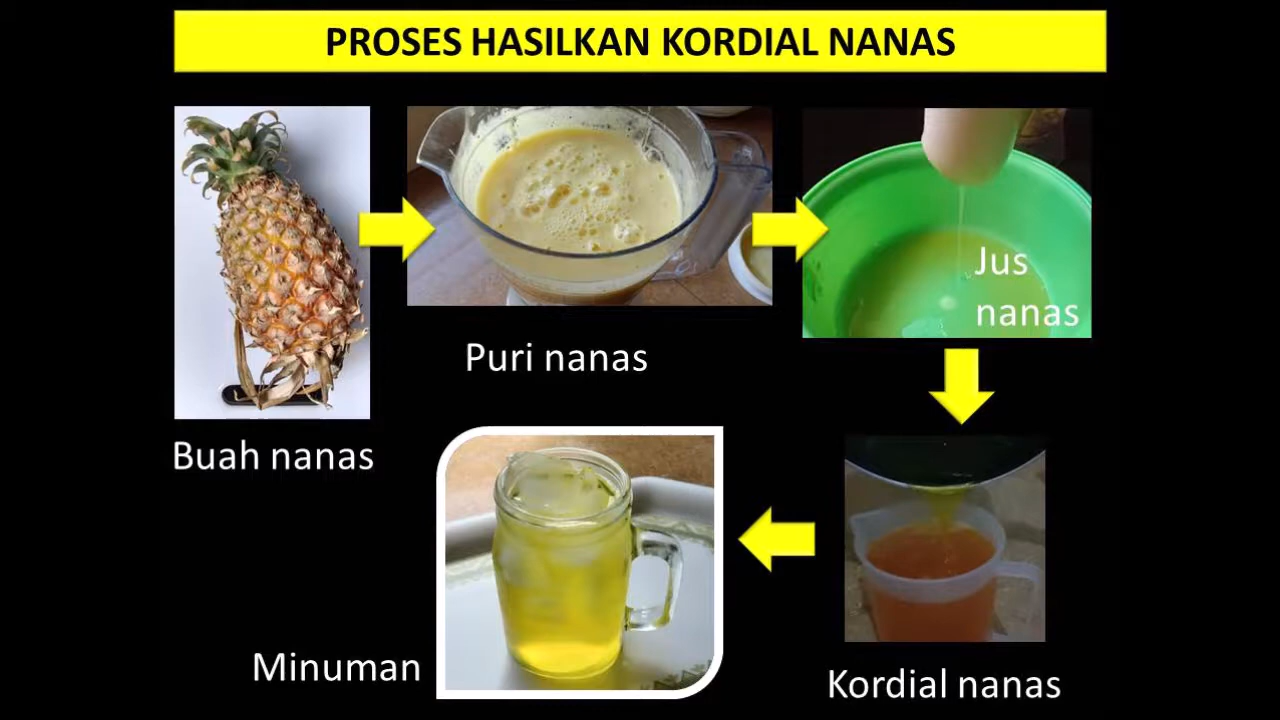 PROSES HASILKAN KORDIAL NANAS
Buah nanas
Puri nanas
Jus
nanas
Kordial nanas
Minuman